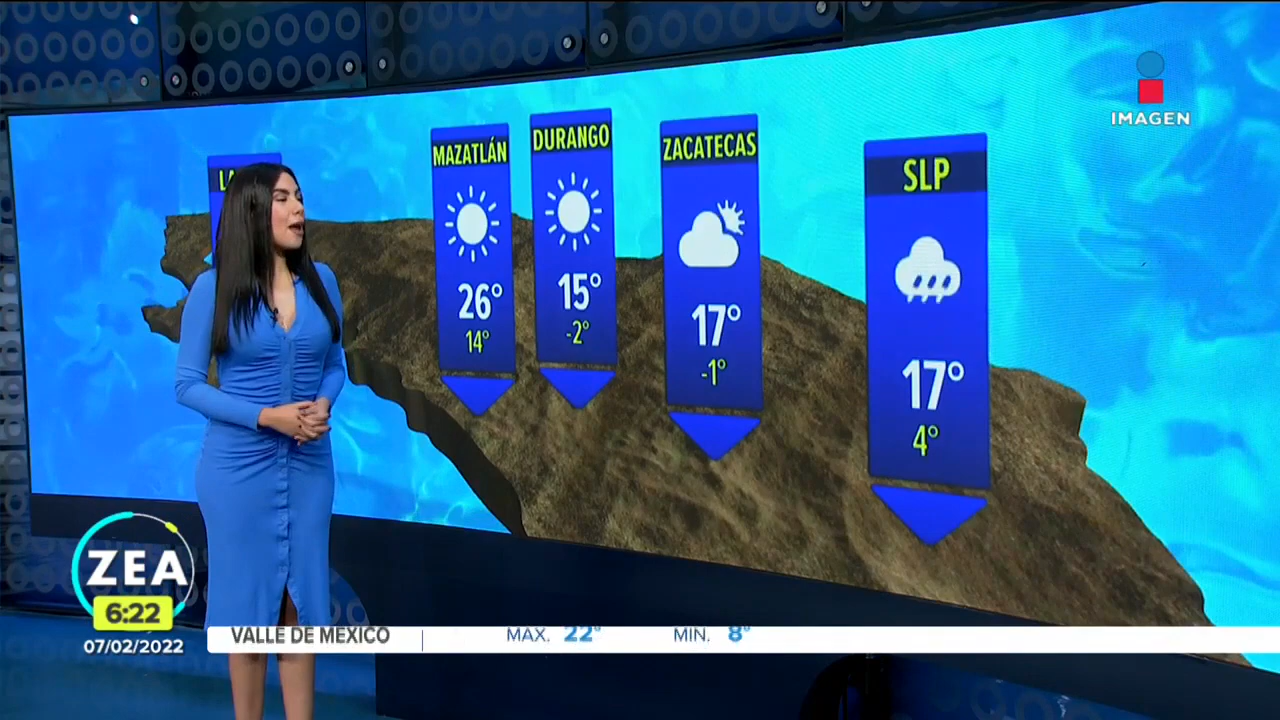 IMAGEN
LA
MAZATLÁN
26°
14°
DURANGO
15°
-2°
ZACATECAS
17°
-1°
SLP
17°
4°
ZEA
6:22
07/02/2022
VALLE DE MEXICO MAX. 22° MIN. 8°